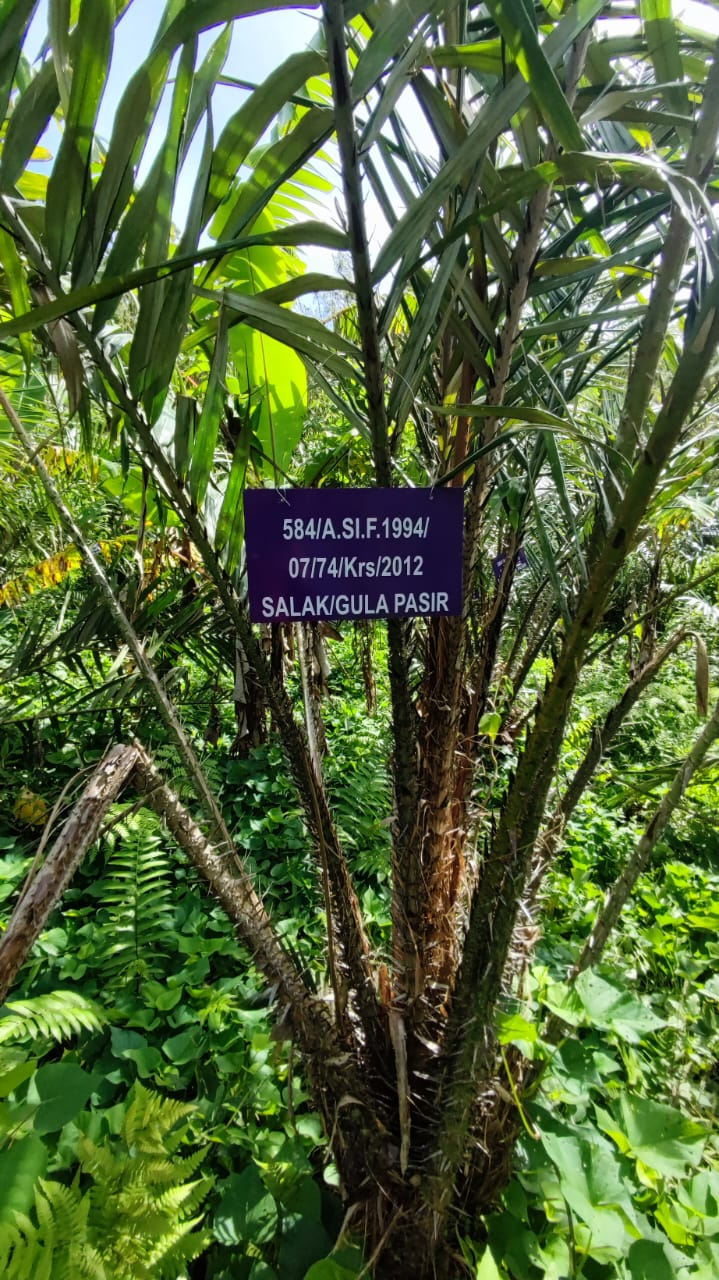 584/A.SI.F.1994/
07/74/Krs/2012
SALAK/GULA PASIR